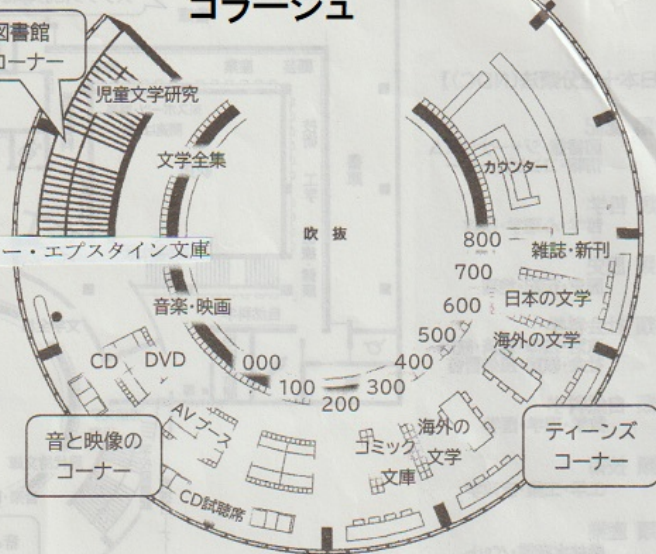 コラージュ
図書館
コーナー
児童文学研究
文学全集
カウンター
吹 抜
ー・エプスタイン文庫
800
雑誌・新刊
700
日本の文学
音楽・映画
600
500
海外の文学
CD
DVD
000
400
100
300
200
AVブース
コミック
文庫
海外の
文学
音と映像の
コーナー
ティーンズ
コーナー
CD試聴席